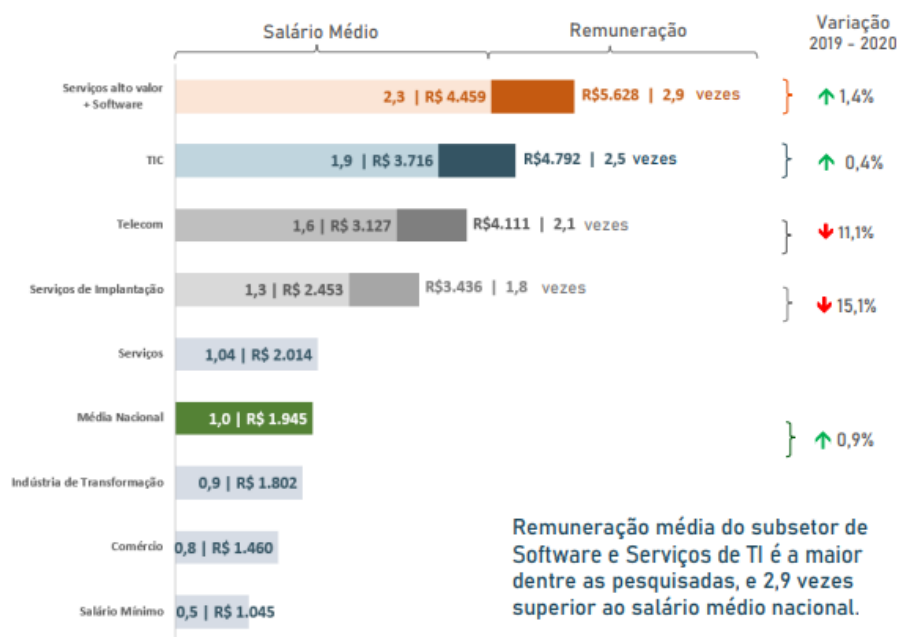 Salário Médio Remuneração Variação
2019 - 2020
Serviços alto valor
+ Software
2,3 | R$ 4.459 R$5.628 | 2,9 vezes 1,4%
TIC 1,9 | R$ 3.716 R$4.792 | 2,5 vezes 0,4%
Telecom 1,6 | R$ 3.127 R$4.111 | 2,1 vezes 11,1%
Serviços de Implantação 1,3 | R$ 2.453 R$3.436 | 1,8 vezes 15,1%
Serviços 1,04 | R$ 2.014
Média Nacional 1,0 | R$ 1.945 0,9%
Indústria de Transformação 0,9 | R$ 1.802
Comércio 0,8 | R$ 1.460
Salário Mínimo 0,5 | R$ 1.045
Remuneração média do subsetor de
Software e Serviços de TI é a maior
dentre as pesquisadas, e 2,9 vezes
superior ao salário médio nacional.